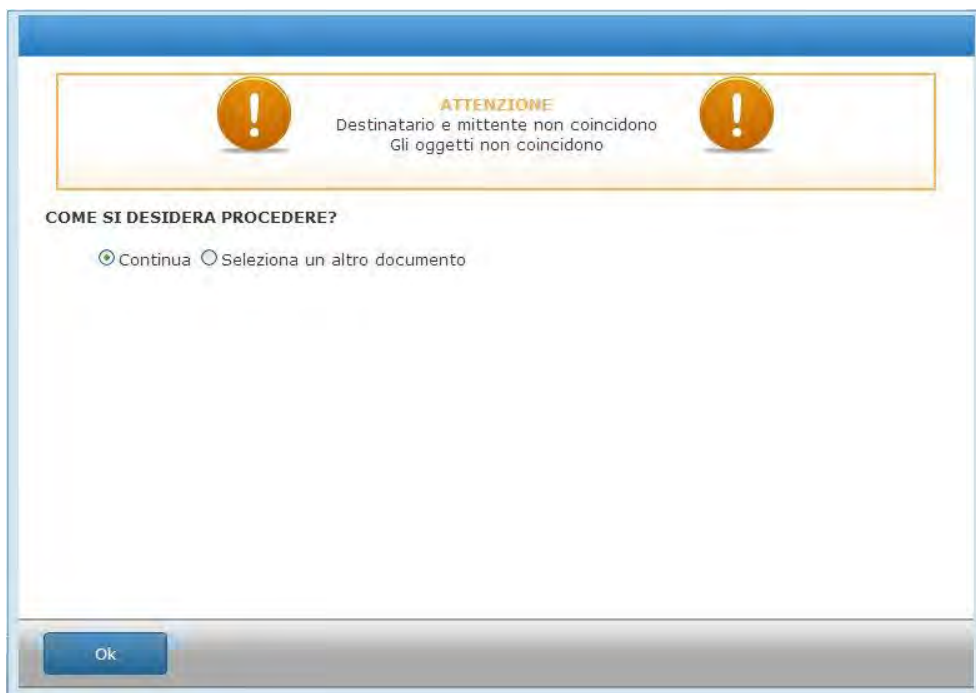 ATTENZIONE
Destinatario e mittente non coincidono
Gli oggetti non coincidono
COME SI DESIDERA PROCEDERE?
Continua Seleziona un altro documento
Ok